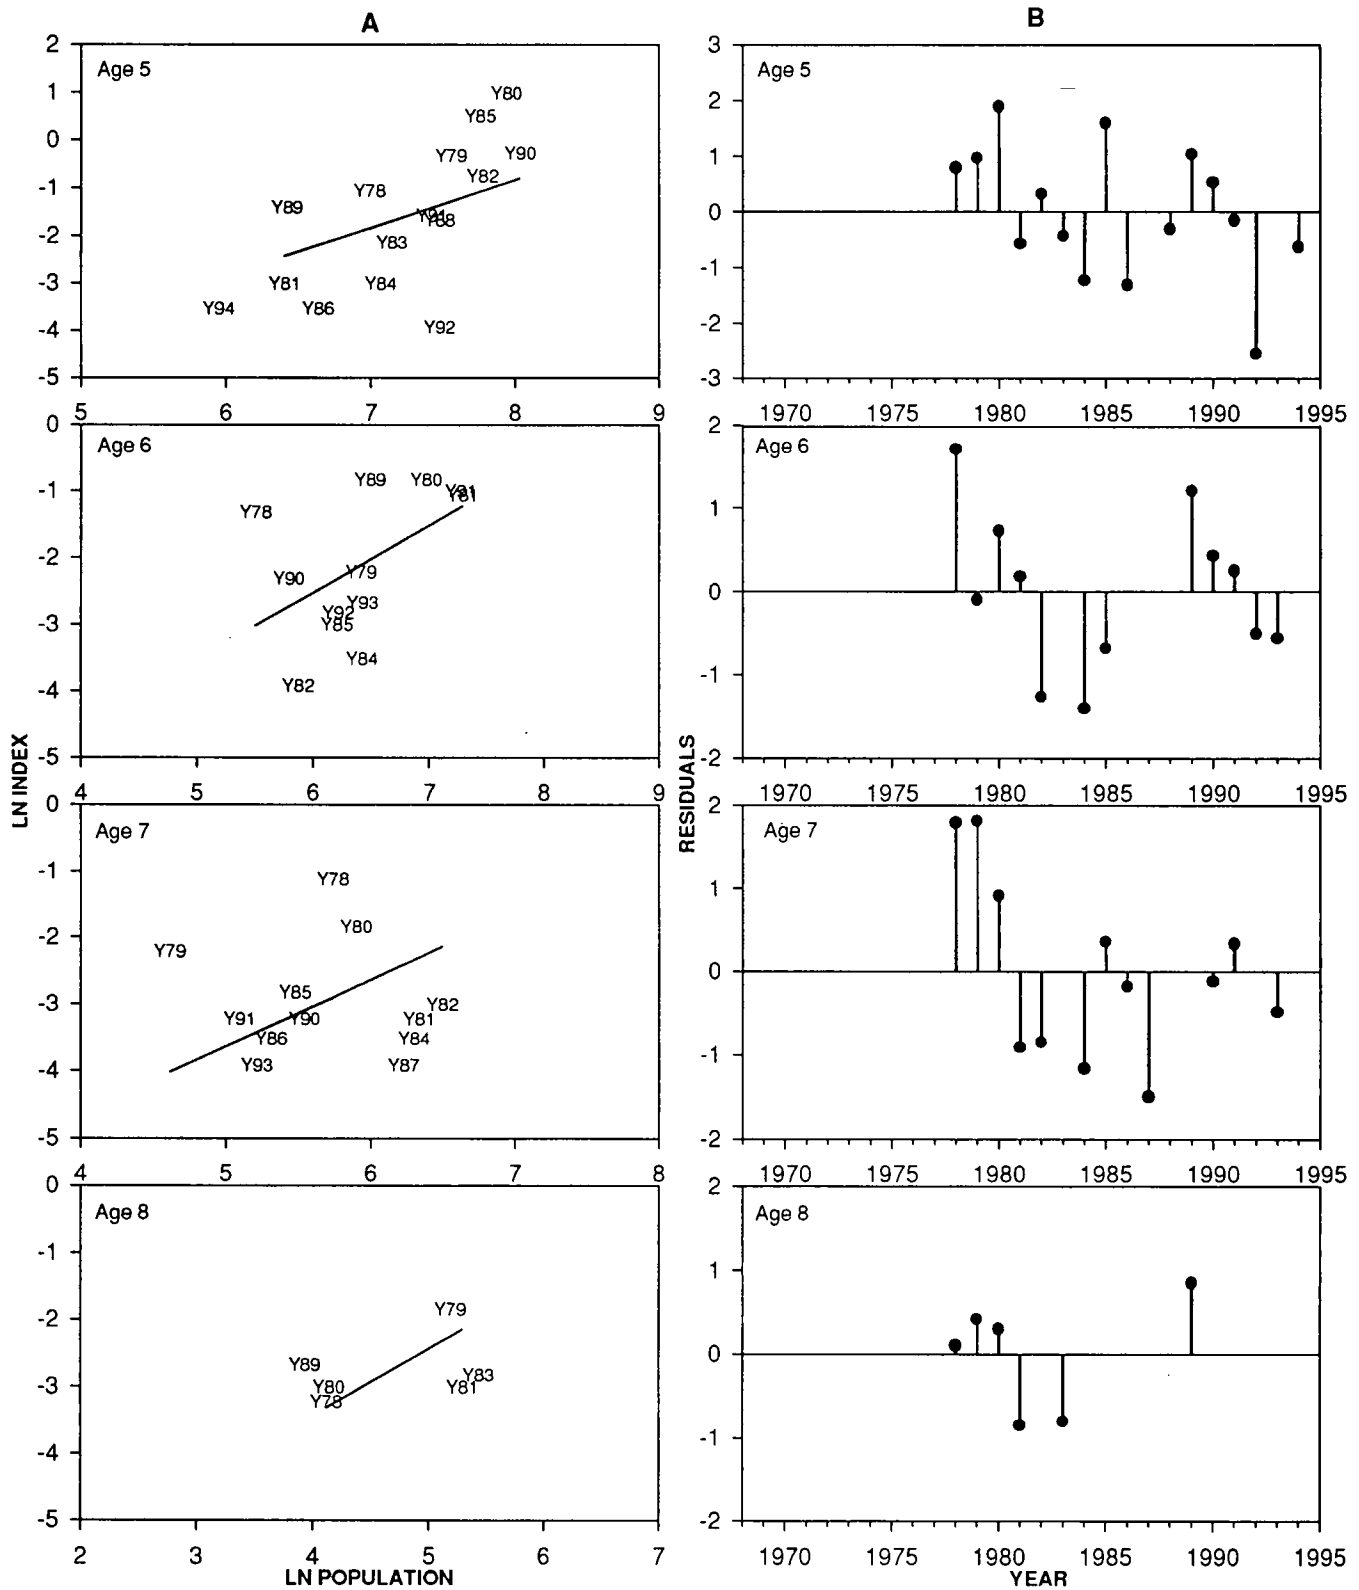 A
B
2
1
0
-1
-2
-3
-4
-5
Age 5
Y80
Y85
Y79
Y90
Y82
Y78
Y89
Y91
Y88
Y83
Y81
Y84
Y94
Y86
Y92
5
6
7
8
9
3
2
1
0
-1
-2
-3
Age 5
1970
1975
1980
1985
1990
1995
0
-1
-2
-3
-4
-5
Age 6
Y89
Y80
Y91
Y81
Y78
Y90
Y79
Y93
Y92
Y85
Y84
Y82
4
5
6
7
8
9
2
1
0
-1
-2
Age 6
1970
1975
1980
1985
1990
1995
LN INDEX
RESIDUALS
0
-1
-2
-3
-4
-5
Age 7
Y78
Y80
Y79
Y85
Y82
Y91
Y90
Y81
Y86
Y84
Y93
Y87
4
5
6
7
8
2
1
0
-1
-2
Age 7
1970
1975
1980
1985
1990
1995
0
-1
-2
-3
-4
-5
Age 8
Y79
Y89
Y83
Y80
Y81
Y78
2
3
4
5
6
7
LN POPULATION
2
1
0
-1
-2
Age 8
1970
1975
1980
1985
1990
1995
YEAR